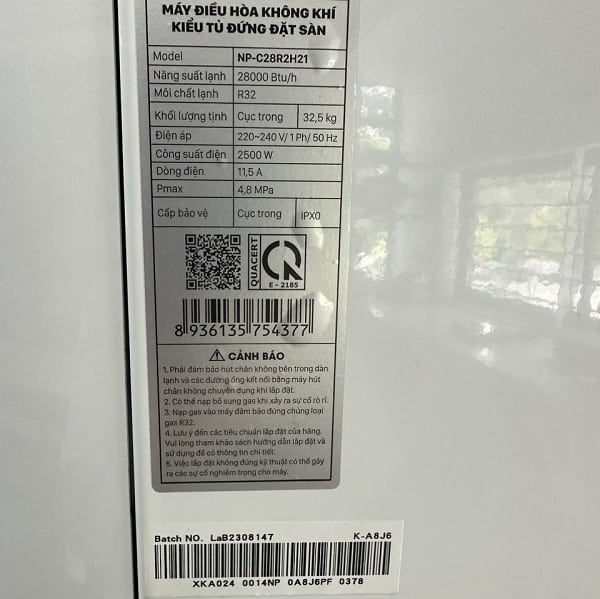 MÁY ĐIỀU HÒA KHÔNG KHÍ
KIỂU TỦ ĐỨNG ĐẶT SÀN
Model NP-C28R2H21
Năng suất lạnh 28000 Btu/h
Môi chất lạnh R32
Khối lượng tịnh Cục trong 32,5 kg
Điện áp 220~240 V/1 Ph/ 50 Hz
Công suất điện 2500 W
Dòng điện 11,5 A
Pmax 4,8 MPa
Cấp bảo vệ Cục trong IPX0
QUACERT
E - 2185
8 936135 754377
CẢNH BÁO
1. Phải đảm bảo hút chân không bên trong dàn
lạnh và các đường ống kết nối bằng máy hút
chân không chuyên dụng khi lắp đặt.
2. Có thể nạp bổ sung gas khi xảy ra sự cố rò rỉ.
3. Nạp gas vào máy đảm bảo đúng chủng loại
gas R32.
4. Lưu ý đến các tiêu chuẩn lắp đặt của hãng.
Vui lòng tham khảo sách hướng dẫn lắp đặt và
sử dụng để có thông tin chi tiết.
5. Việc lắp đặt không đúng kỹ thuật có thể gây
ra các sự cố nghiêm trọng cho máy.
Batch NO. LaB2308147 K-A8J6
XKA024 0014NP 0A8J6PF 0378